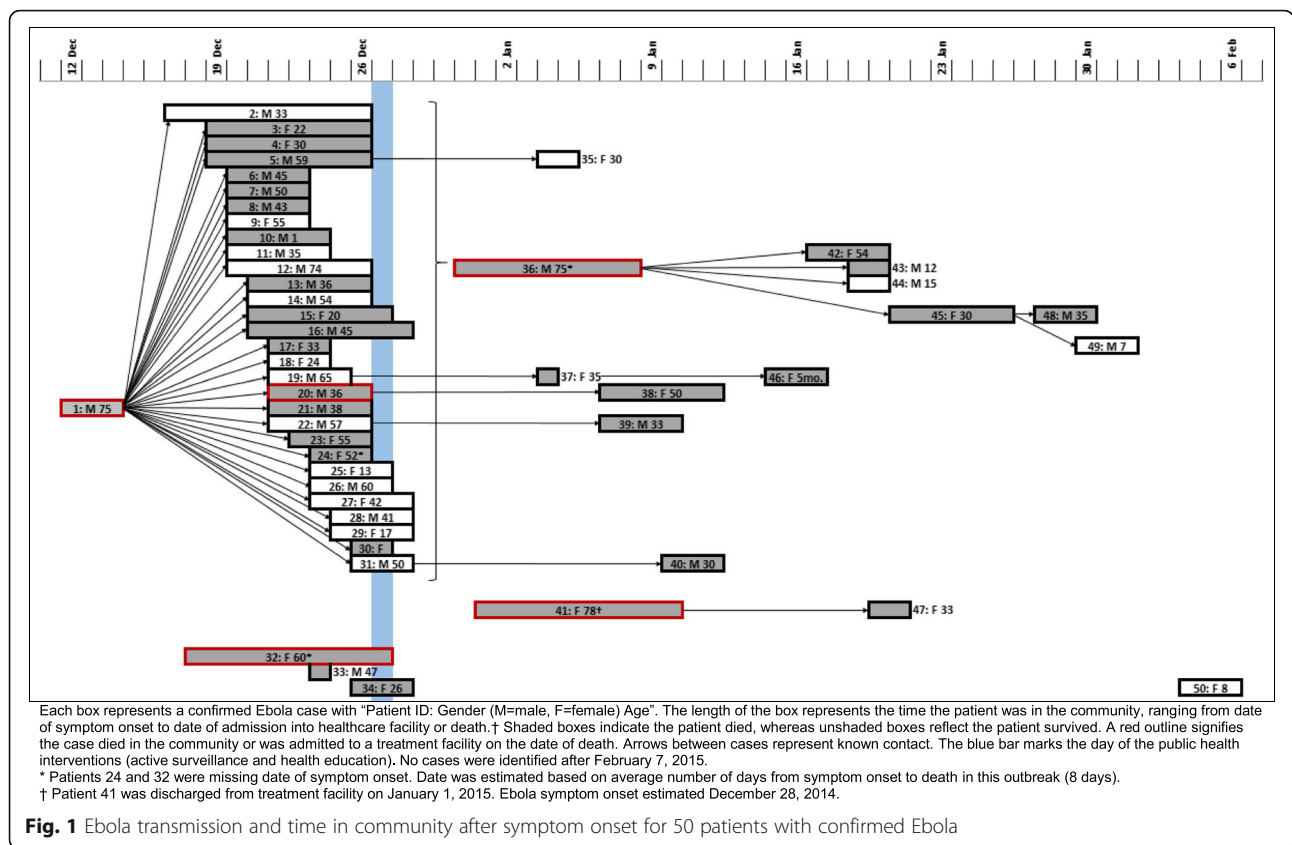 12 Dec
19 Dec
26 Dec
2 Jan
9 Jan
16 Jan
23 Jan
30 Jan
6 Feb
2: M 33
3: F 22
4: F 30
5: M 59
35: F 30
6: M 45
7: M 50
8: M 43
9: F 55
10: M 1
11: M 35
12: M 74
13: M 36
14: M 54
15: F 20
16: M 45
17: F 33
18: F 24
19: M 65
20: M 36
21: M 38
22: M 57
23: F 55
24: F 52*
25: F 13
26: M 60
27: F 42
28: M 41
29: F 17
30: F
31: M 50
1: M 75
36: M 75*
42: F 54
43: M 12
44: M 15
45: F 30
48: M 35
49: M 7
37: F 35
46: F 5mo.
38: F 50
39: M 33
40: M 30
41: F 78†
47: F 33
32: F 60*
33: M 47
34: F 26
50: F 8
Each box represents a confirmed Ebola case with “Patient ID: Gender (M=male, F=female) Age”. The length of the box represents the time the patient was in the community, ranging from date
of symptom onset to date of admission into healthcare facility or death.† Shaded boxes indicate the patient died, whereas unshaded boxes reflect the patient survived. A red outline signifies
the case died in the community or was admitted to a treatment facility on the date of death. Arrows between cases represent known contact. The blue bar marks the day of the public health
interventions (active surveillance and health education). No cases were identified after February 7, 2015.
* Patients 24 and 32 were missing date of symptom onset. Date was estimated based on average number of days from symptom onset to death in this outbreak (8 days).
† Patient 41 was discharged from treatment facility on January 1, 2015. Ebola symptom onset estimated December 28, 2014.
Fig. 1 Ebola transmission and time in community after symptom onset for 50 patients with confirmed Ebola